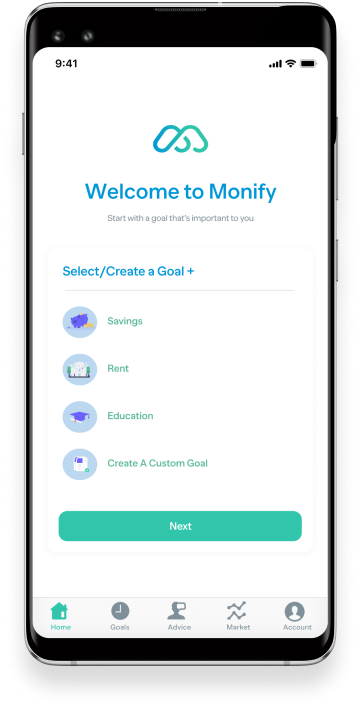 9:41
Welcome to Monify
Start with a goal that's important to you
Select/Create a Goal +
Savings
Rent
Education
Create A Custom Goal
Next
Home Goals Advice Market Account